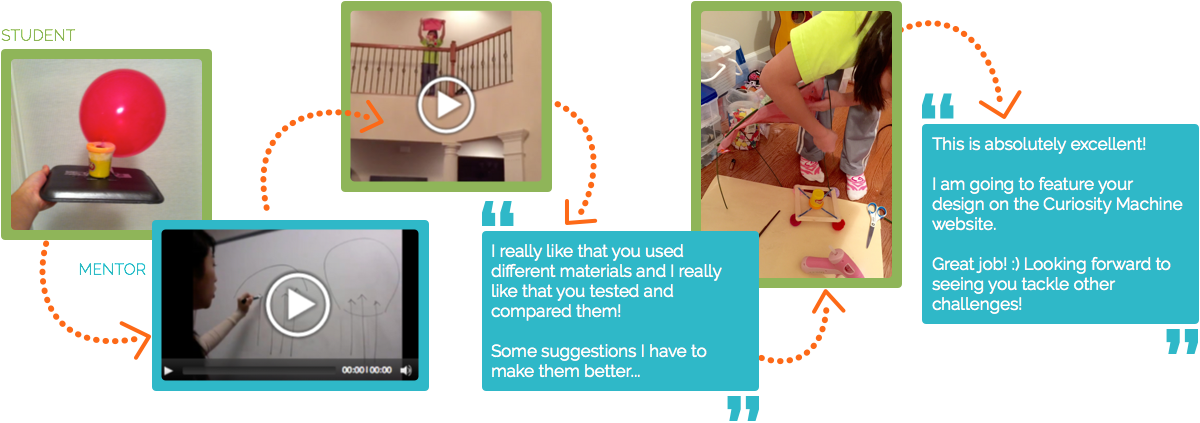 STUDENT
MENTOR
00:00 | 00:00
I really like that you used
different materials and I really
like that you tested and
compared them!
Some suggestions I have to
make them better...
This is absolutely excellent!
I am going to feature your
design on the Curiosity Machine
website.
Great job! :) Looking forward to
seeing you tackle other
challenges!